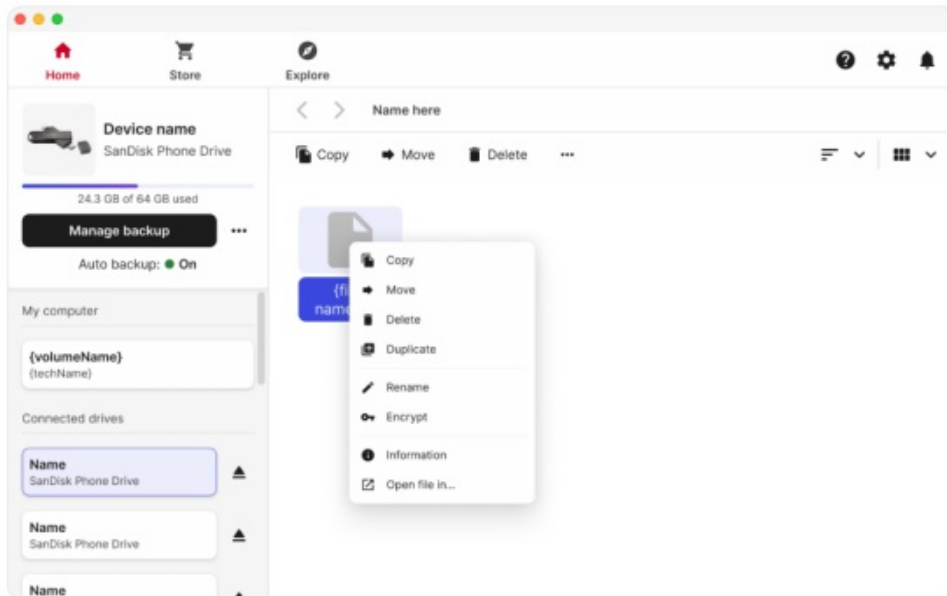 Home
Store
Explore
Device name
SanDisk Phone Drive
24.3 GB of 64 GB used
Manage backup
Auto backup: On
My computer
{volumeName}
{techName}
Connected drives
Name
SanDisk Phone Drive
Name
SanDisk Phone Drive
Name
Name here
Copy
Move
Delete
{fi
name
Copy
Move
Delete
Duplicate
Rename
Encrypt
Information
Open file in...